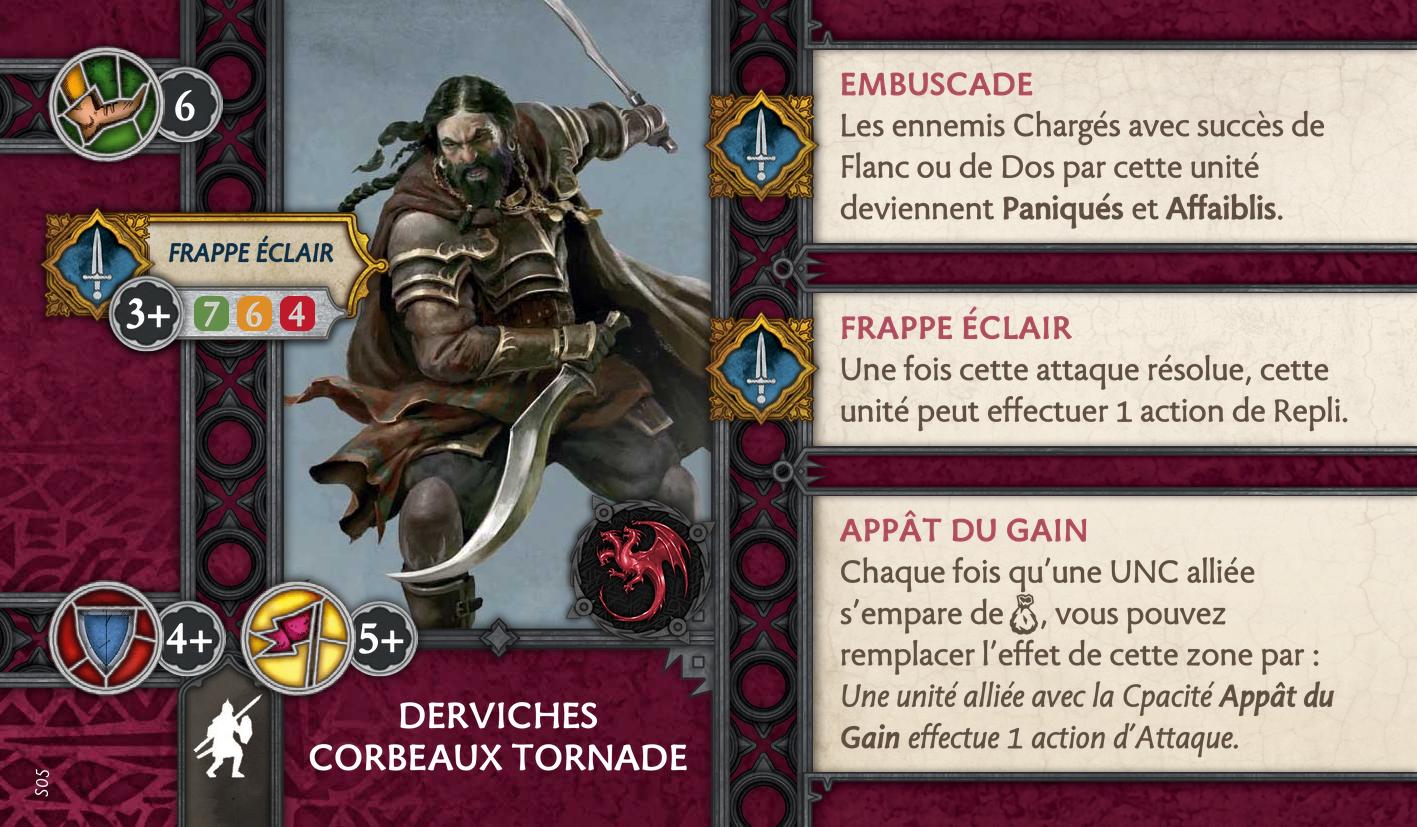 6
FRAPPE ÉCLAIR
3+ 7 6 4
4+ 5+
DERVICHES
CORBEAUX TORNADE
S05
EMBUSCADE
Les ennemis Chargés avec succès de
Flanc ou de Dos par cette unité
deviennent Paniqués et Affaiblis.
FRAPPE ÉCLAIR
Une fois cette attaque résolue, cette
unité peut effectuer 1 action de Repli.
APPÂT DU GAIN
Chaque fois qu’une UNC alliée
s’empare de , vous pouvez
remplacer l’effet de cette zone par :
Une unité alliée avec la Cpacité Appât du
Gain effectue 1 action d’Attaque.